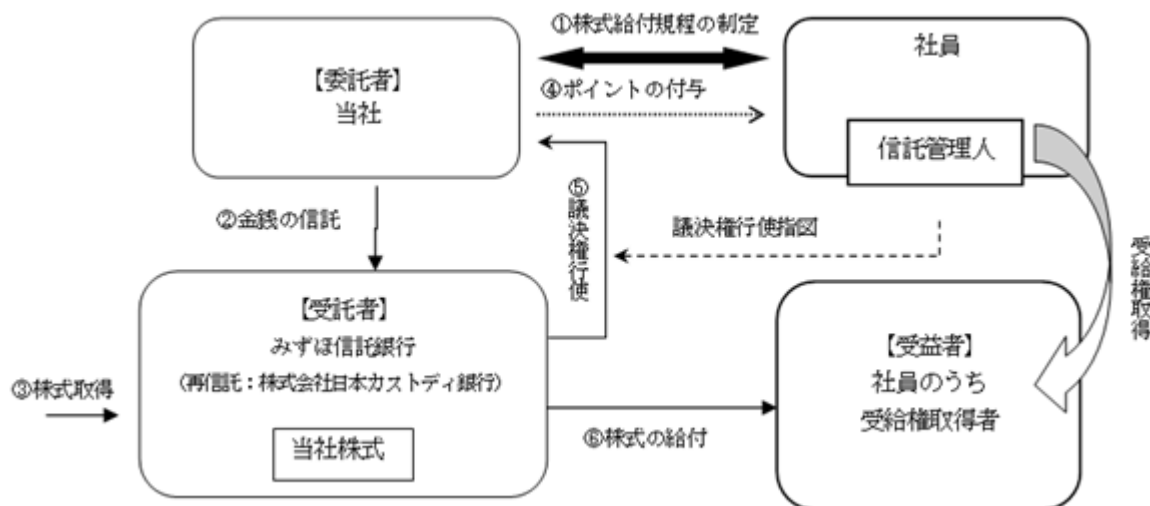 ①株式給付規程の制定
【委託者】
当社
④ポイントの付与
社員
信託管理人
②金銭の信託
⑤議決権行使
議決権行使指図
受給権取得
【受託者】
みずほ信託銀行
(再信託：株式会社日本カストディ銀行)
③株式取得
当社株式
⑥株式の給付
【受益者】
社員のうち
受給権取得者